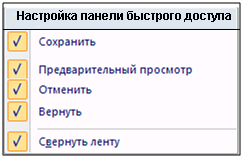 Настройка панели быстрого доступа
Сохранить
Предварительный просмотр
Отменить
Вернуть
Свернуть ленту